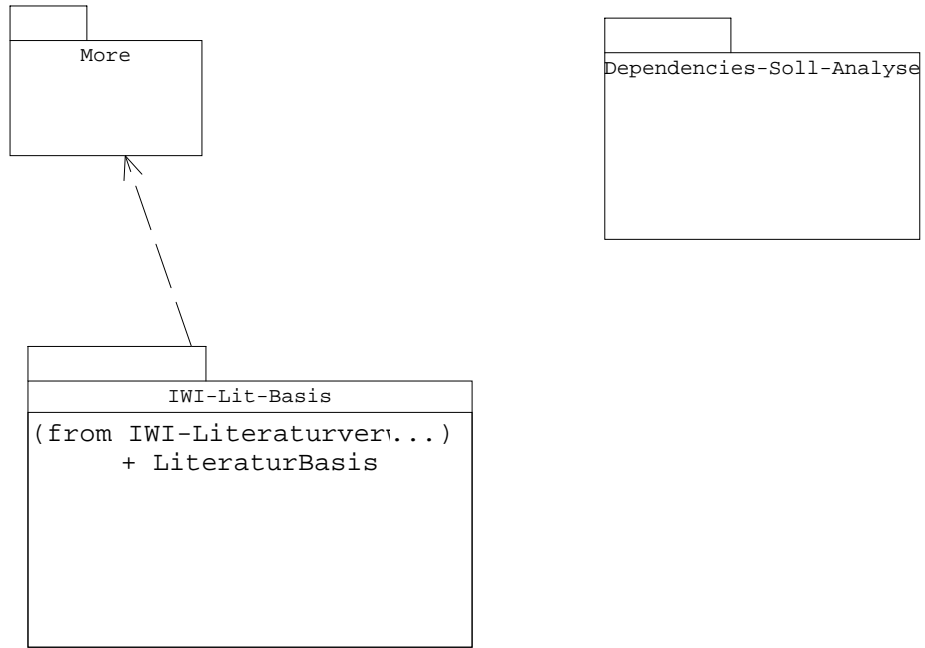 More
Dependencies-Soll-Analyse
IWI-Lit-Basis
(from IWI-Literaturver...)
+ LiteraturBasis